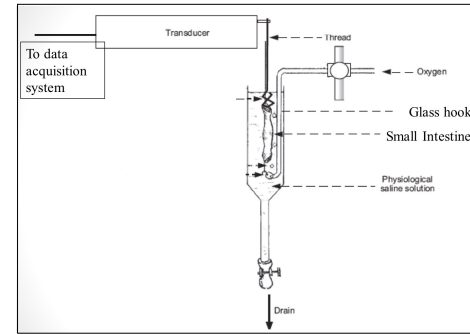 Transducer
Thread
To data
acquisition
system
Oxygen
Glass hook
Small Intestine
Physiological
saline solution
Drain